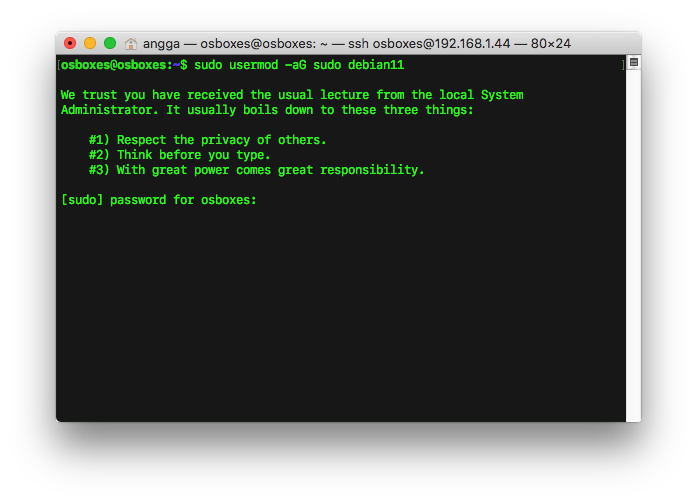 angga — osboxes@osboxes: ~ — ssh osboxes@192.168.1.44 — 80×24
[osboxes@osboxes:~$ sudo usermod -aG sudo debian11 ]
We trust you have received the usual lecture from the local System
Administrator. It usually boils down to these three things:
#1) Respect the privacy of others.
#2) Think before you type.
#3) With great power comes great responsibility.
[sudo] password for osboxes: